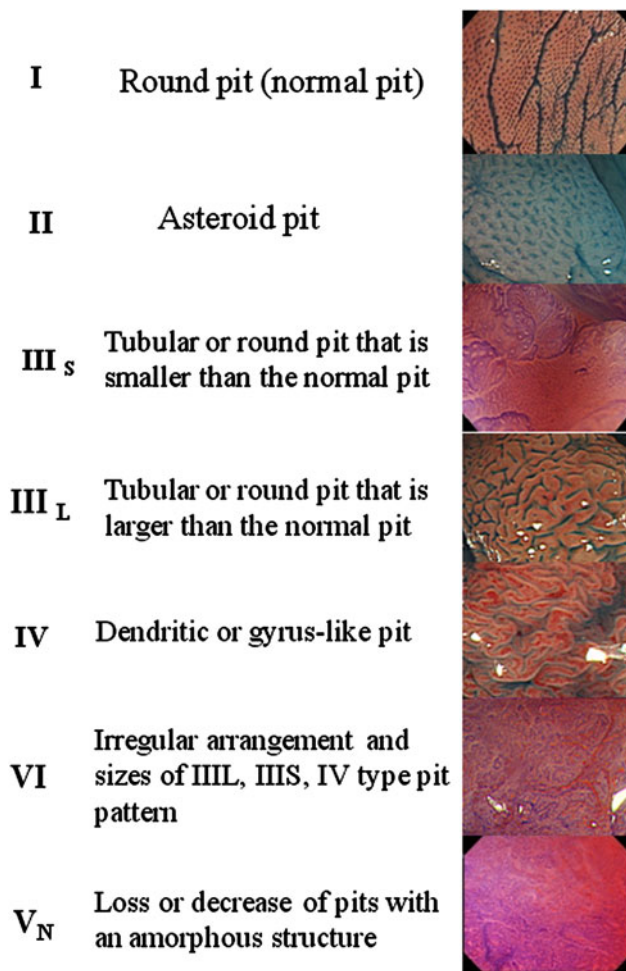 I Round pit (normal pit)
II Asteroid pit
III S Tubular or round pit that is
smaller than the normal pit
III L Tubular or round pit that is
larger than the normal pit
IV Dendritic or gyrus-like pit
VI Irregular arrangement and
sizes of IIIL, IIIS, IV type pit
pattern
VN Loss or decrease of pits with
an amorphous structure